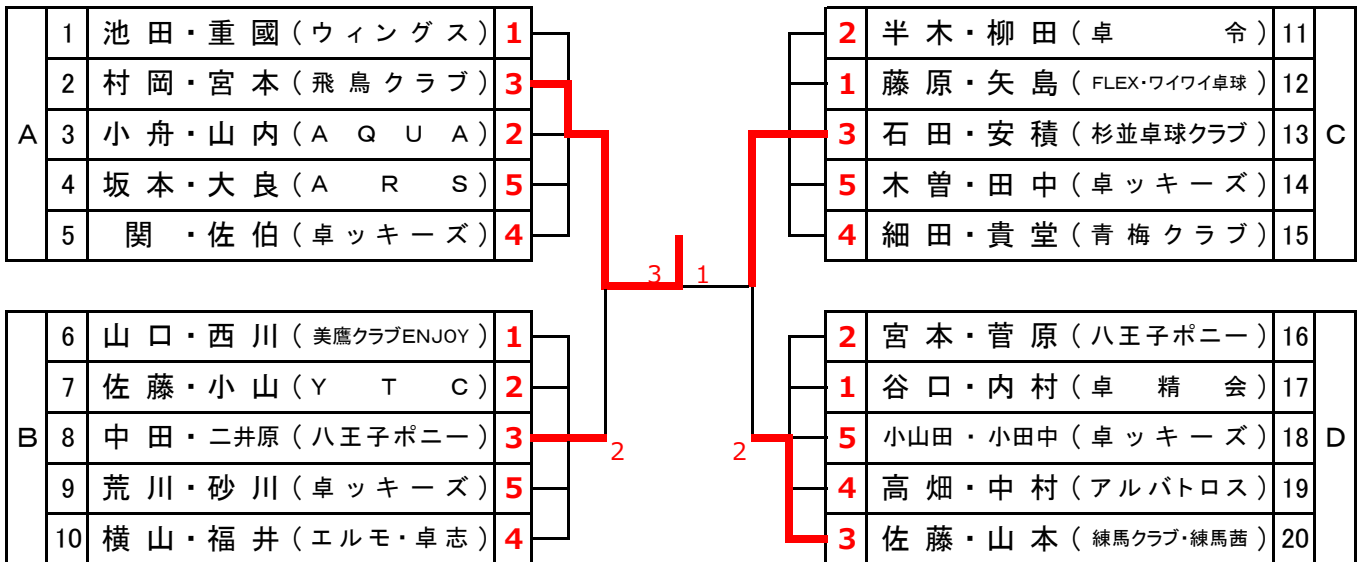 A
1 池田・重國(ウィングス) 1
2 村岡・宮本(飛鳥クラブ) 3
3 小舟・山内(AQUA) 2
4 坂本・大良(ARS) 5
5 関・佐伯(卓ッキーズ) 4
B
6 山口・西川(美鷹クラブENJOY) 1
7 佐藤・小山(YTC) 2
8 中田・二井原(八王子ポニー) 3
9 荒川・砂川(卓ッキーズ) 5
10 横山・福井(エルモ・卓志) 4
3 1
2 2
2 半木・柳田(卓令) 11
1 藤原・矢島(FLEX・ワイワイ卓球) 12
3 石田・安積(杉並卓球クラブ) 13
5 木曽・田中(卓ッキーズ) 14
4 細田・貴堂(青梅クラブ) 15
C
2 宮本・菅原(八王子ポニー) 16
1 谷口・内村(卓精会) 17
5 小山田・小田中(卓ッキーズ) 18
4 高畑・中村(アルバトロス) 19
3 佐藤・山本(練馬クラブ・練馬茜) 20
D